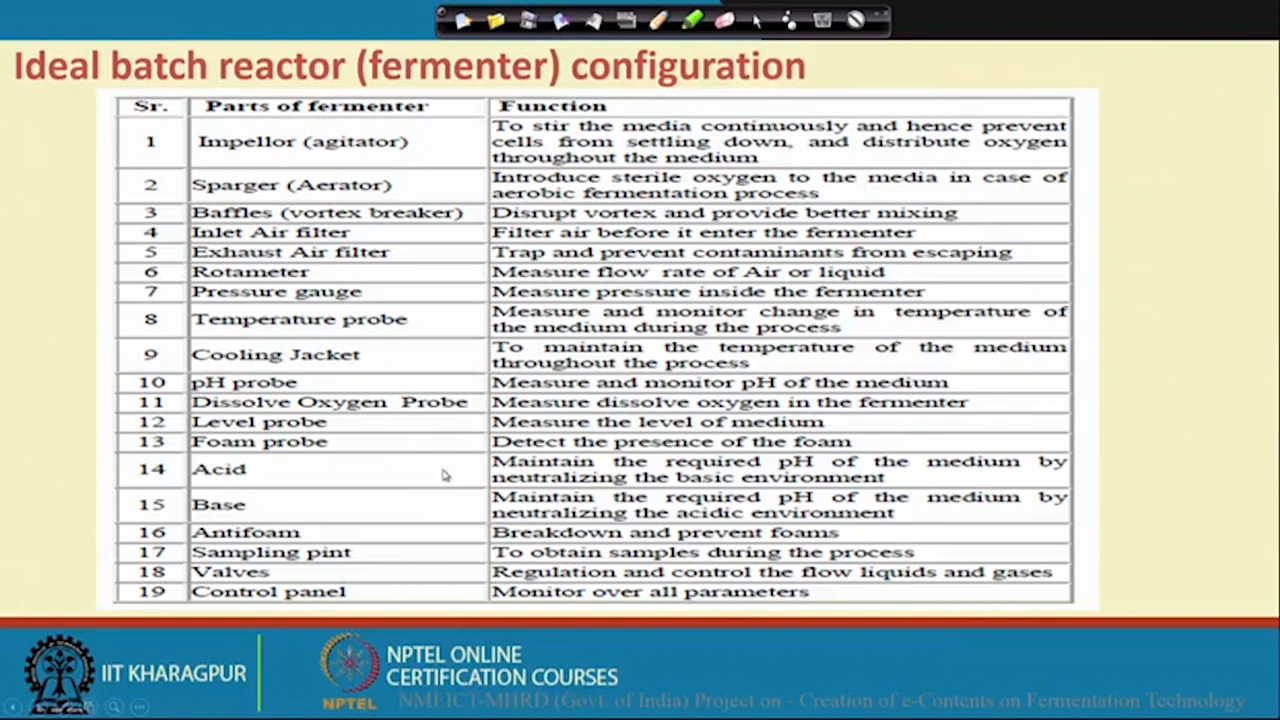 Ideal batch reactor (fermenter) configuration
Sr. Parts of fermenter Function
1 Impellor (agitator) To stir the media continuously and hence prevent
cells from settling down, and distribute oxygen
throughout the medium
2 Sparger (Aerator) Introduce sterile oxygen to the media in case of
aerobic fermentation process
3 Baffles (vortex breaker) Disrupt vortex and provide better mixing
4 Inlet Air filter Filter air before it enter the fermenter
5 Exhaust Air filter Trap and prevent contaminants from escaping
6 Rotameter Measure flow rate of Air or liquid
7 Pressure gauge Measure pressure inside the fermenter
8 Temperature probe Measure and monitor change in temperature of
the medium during the process
9 Cooling Jacket To maintain the temperature of the medium
throughout the process
10 pH probe Measure and monitor pH of the medium
11 Dissolve Oxygen Probe Measure dissolve oxygen in the fermenter
12 Level probe Measure the level of medium
13 Foam probe Detect the presence of the foam
14 Acid Maintain the required pH of the medium by
neutralizing the basic environment
15 Base Maintain the required pH of the medium by
neutralizing the acidic environment
16 Antifoam Breakdown and prevent foams
17 Sampling pint To obtain samples during the process
18 Valves Regulation and control the flow liquids and gases
19 Control panel Monitor over all parameters
IIT KHARAGPUR
NPTEL
NPTEL ONLINE
CERTIFICATION COURSES
NMEICT-MHRD (Govt. of India) Project on - Creation of e-Contents on Fermentation Technology